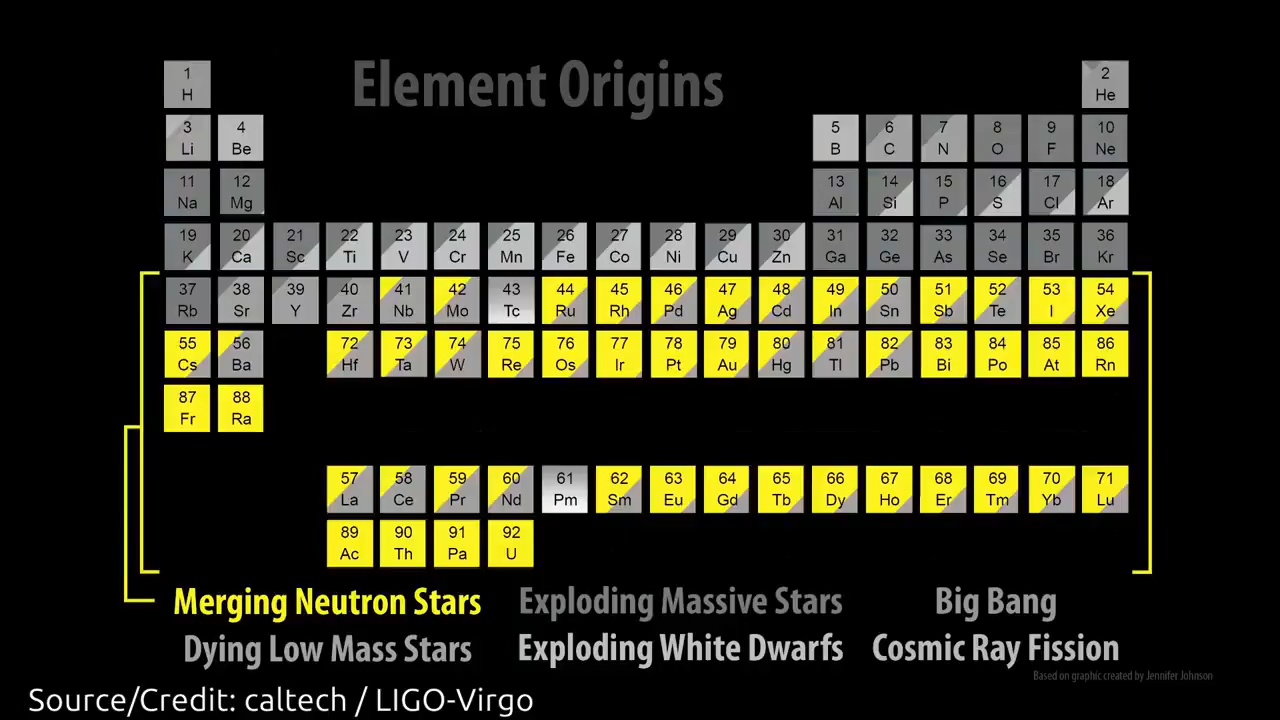 Element Origins
1 2
H He
3 4 5 6 7 8 9 10
Li Be B C N O F Ne
11 12 13 14 15 16 17 18
Na Mg Al Si P S Cl Ar
19 20 21 22 23 24 25 26 27 28 29 30 31 32 33 34 35 36
K Ca Sc Ti V Cr Mn Fe Co Ni Cu Zn Ga Ge As Se Br Kr
37 38 39 40 41 42 43 44 45 46 47 48 49 50 51 52 53 54
Rb Sr Y Zr Nb Mo Tc Ru Rh Pd Ag Cd In Sn Sb Te I Xe
55 56 72 73 74 75 76 77 78 79 80 81 82 83 84 85 86
Cs Ba Hf Ta W Re Os Ir Pt Au Hg Tl Pb Bi Po At Rn
87 88
Fr Ra
57 58 59 60 61 62 63 64 65 66 67 68 69 70 71
La Ce Pr Nd Pm Sm Eu Gd Tb Dy Ho Er Tm Yb Lu
89 90 91 92
Ac Th Pa U
Merging Neutron Stars Exploding Massive Stars Big Bang
Dying Low Mass Stars Exploding White Dwarfs Cosmic Ray Fission
Based on graphic created by Jennifer Johnson
Source/Credit: caltech / LIGO-Virgo